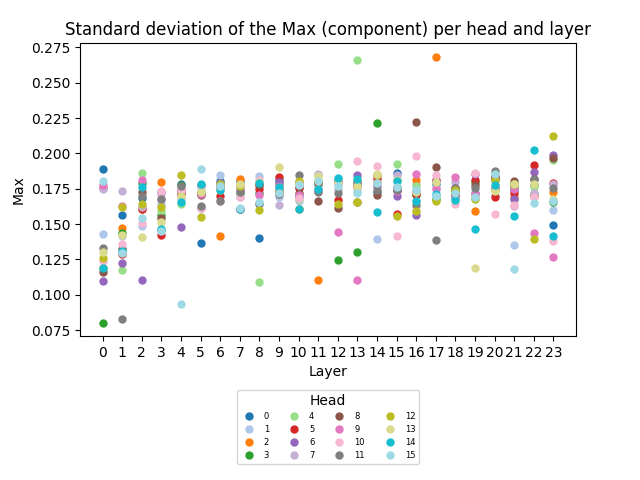 Standard deviation of the Max (component) per head and layer
0.275
0.250
0.225
0.200
0.175
0.150
0.125
0.100
0.075
Max
0 1 2 3 4 5 6 7 8 9 10 11 12 13 14 15 16 17 18 19 20 21 22 23
Layer
Head
0 4 8 12
1 5 9 13
2 6 10 14
3 7 11 15